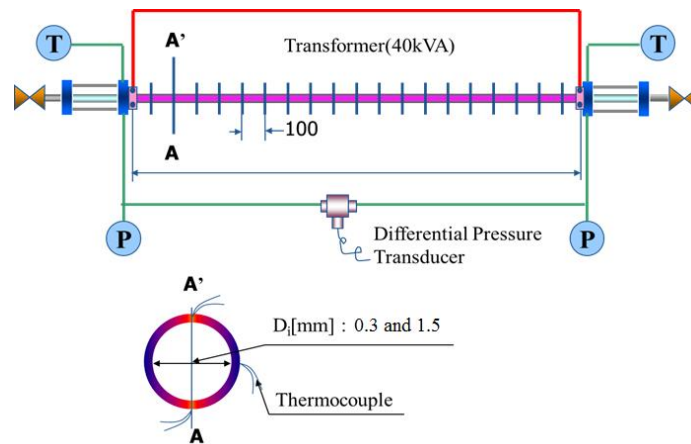 T
A’
Transformer(40kVA)
T
100
A
P
Differential Pressure
Transducer
P
A’
Dᵢ[mm] : 0.3 and 1.5
Thermocouple
A